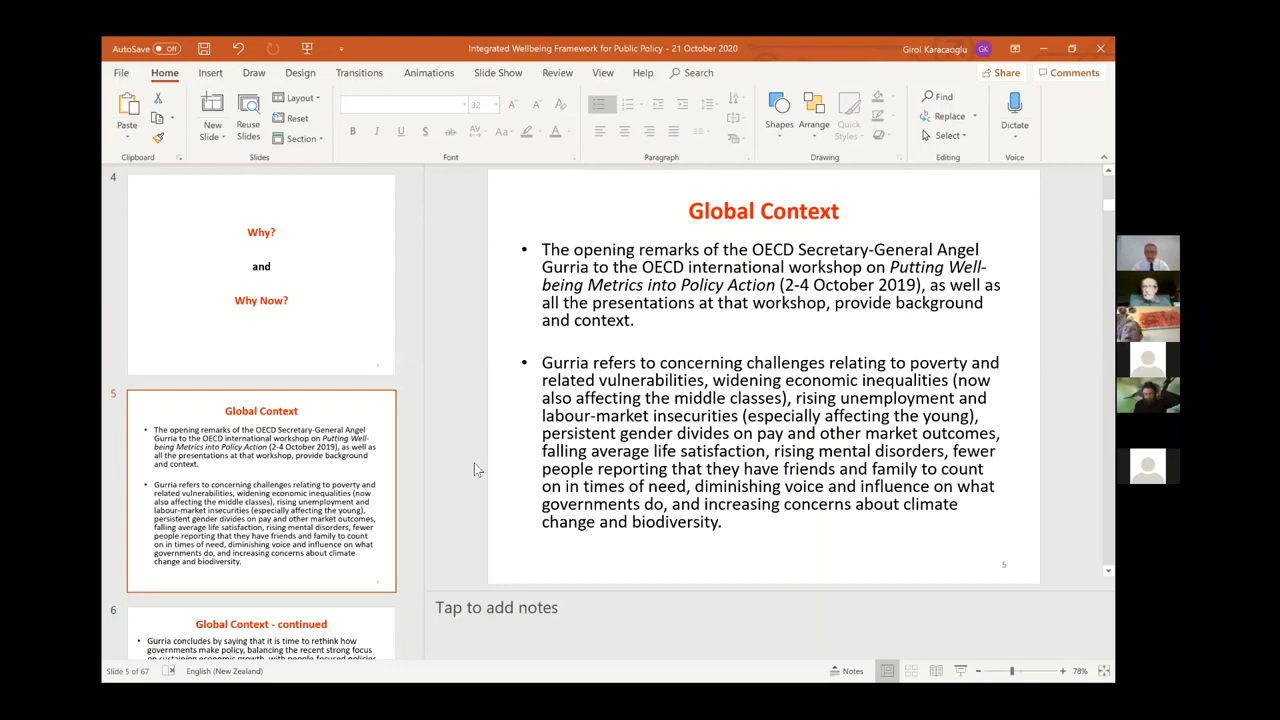 AutoSave Off
Integrated Wellbeing Framework for Public Policy - 21 October 2020
Girol Karacaoglu GK
File Home Insert Draw Design Transitions Animations Slide Show Review View Help Search
Share Comments
Paste
Clipboard
New Slide
Reuse Slides
Layout
Reset
Section
Slides
32
Font
Paragraph
Shapes
Arrange
Quick Styles
Drawing
Find
Replace
Select
Editing
Dictate
Voice
4
Why?
and
Why Now?
4
5
Global Context
• The opening remarks of the OECD Secretary-General Angel
Gurria to the OECD international workshop on Putting Well-
being Metrics into Policy Action (2-4 October 2019), as well as
all the presentations at that workshop, provide background
and context.
• Gurria refers to concerning challenges relating to poverty and
related vulnerabilities, widening economic inequalities (now
also affecting the middle classes), rising unemployment and
labour-market insecurities (especially affecting the young),
persistent gender divides on pay and other market outcomes,
falling average life satisfaction, rising mental disorders, fewer
people reporting that they have friends and family to count
on in times of need, diminishing voice and influence on what
governments do, and increasing concerns about climate
change and biodiversity.
5
6
Global Context - continued
• Gurria concludes by saying that it is time to rethink how
governments make policy, balancing the recent strong focus
on sustaining economic growth, with people-focused policies
Global Context
• The opening remarks of the OECD Secretary-General Angel
Gurria to the OECD international workshop on Putting Well-
being Metrics into Policy Action (2-4 October 2019), as well as
all the presentations at that workshop, provide background
and context.
• Gurria refers to concerning challenges relating to poverty and
related vulnerabilities, widening economic inequalities (now
also affecting the middle classes), rising unemployment and
labour-market insecurities (especially affecting the young),
persistent gender divides on pay and other market outcomes,
falling average life satisfaction, rising mental disorders, fewer
people reporting that they have friends and family to count
on in times of need, diminishing voice and influence on what
governments do, and increasing concerns about climate
change and biodiversity.
5
Tap to add notes
Slide 5 of 67
English (New Zealand)
Notes
78%